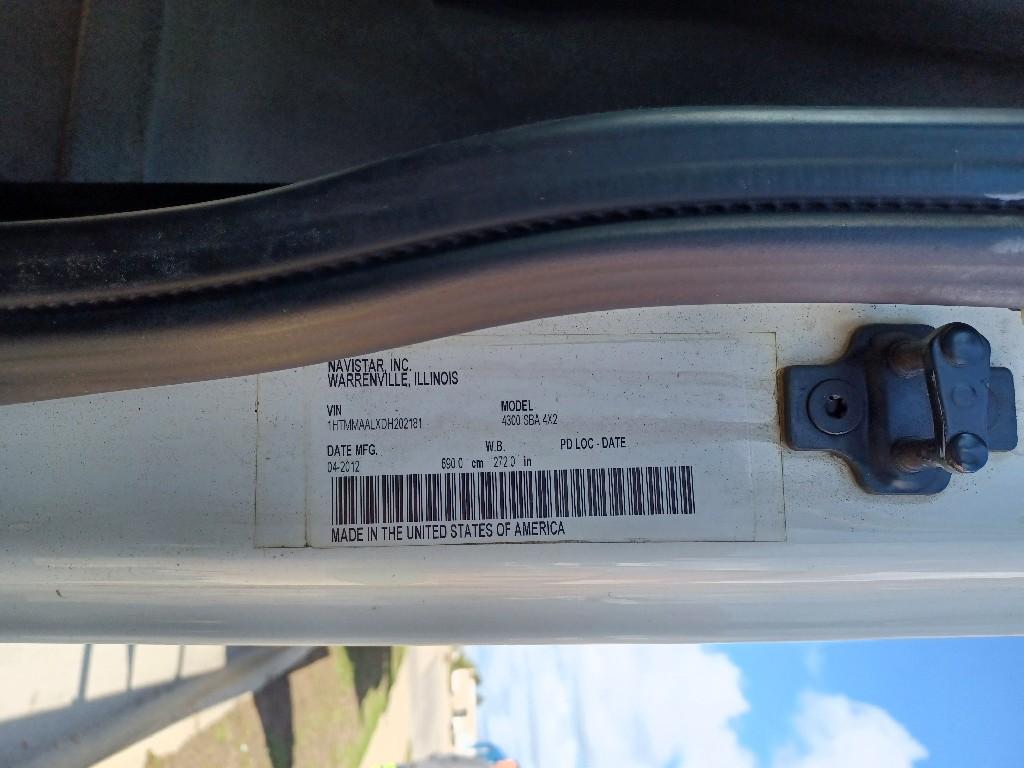 NAVISTAR, INC.
WARRENVILLE, ILLINOIS
VIN MODEL
1HTMMAALXDH202181 4300 SBA 4X2
DATE MFG. W.B. PD LOC - DATE
04-2012 690.0 cm 272.0 in
MADE IN THE UNITED STATES OF AMERICA